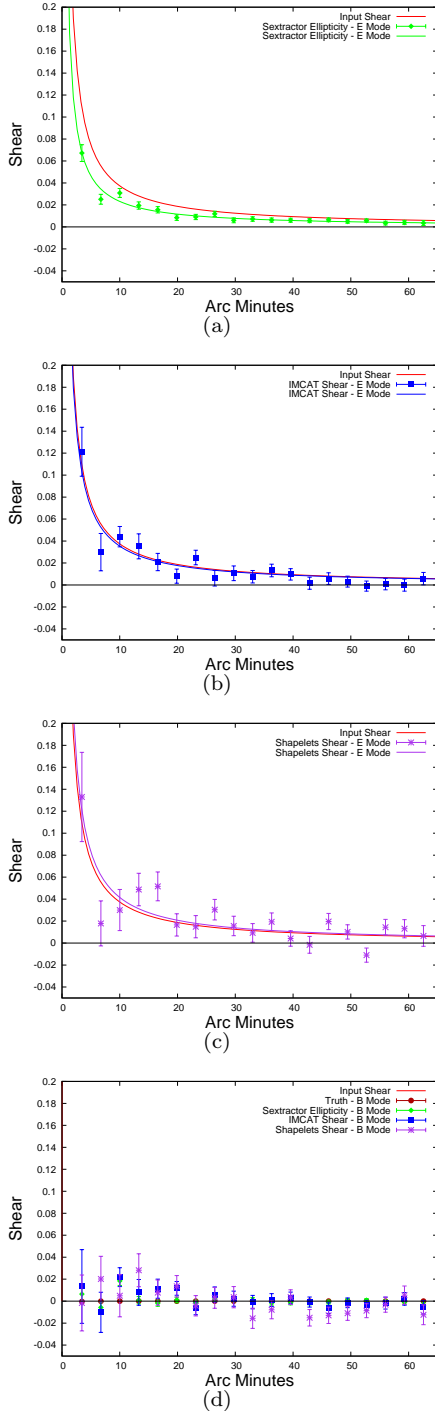 0.2
0.18
0.16
0.14
0.12
0.1
0.08
0.06
0.04
0.02
0
-0.02
-0.04
Shear
Input Shear
Sextractor Ellipticity - E Mode
Sextractor Ellipticity - E Mode
0 10 20 30 40 50 60
Arc Minutes
(a)
0.2
0.18
0.16
0.14
0.12
0.1
0.08
0.06
0.04
0.02
0
-0.02
-0.04
Shear
Input Shear
IMCAT Shear - E Mode
IMCAT Shear - E Mode
0 10 20 30 40 50 60
Arc Minutes
(b)
0.2
0.18
0.16
0.14
0.12
0.1
0.08
0.06
0.04
0.02
0
-0.02
-0.04
Shear
Input Shear
Shapelets Shear - E Mode
Shapelets Shear - E Mode
0 10 20 30 40 50 60
Arc Minutes
(c)
0.2
0.18
0.16
0.14
0.12
0.1
0.08
0.06
0.04
0.02
0
-0.02
-0.04
Shear
Input Shear
Truth - B Mode
Sextractor Ellipticity - B Mode
IMCAT Shear - B Mode
Shapelets Shear - B Mode
0 10 20 30 40 50 60
Arc Minutes
(d)